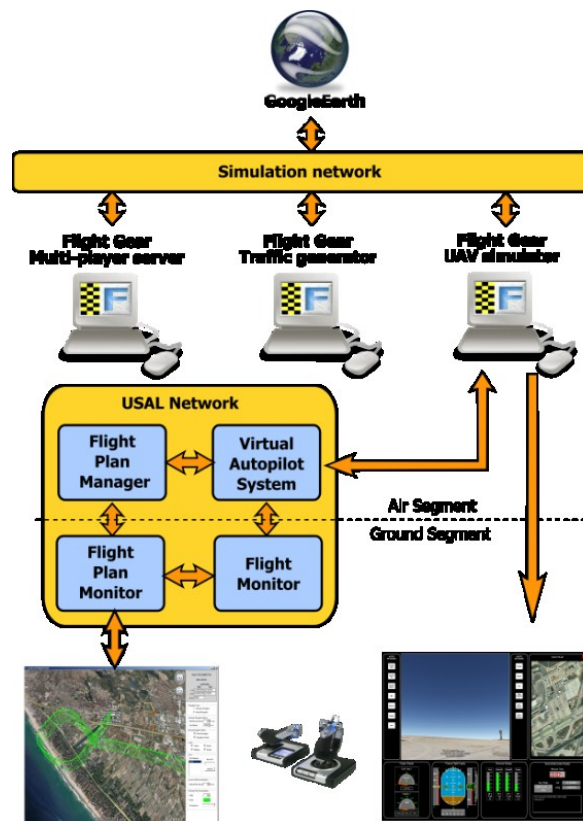 GoogleEarth
Simulation network
Flight Gear
Multi-player server
Flight Gear
Traffic generator
Flight Gear
UAV simulator
USAL Network
Flight
Plan
Manager
Virtual
Autopilot
System
Air Segment
Ground Segment
Flight
Plan
Monitor
Flight
Monitor